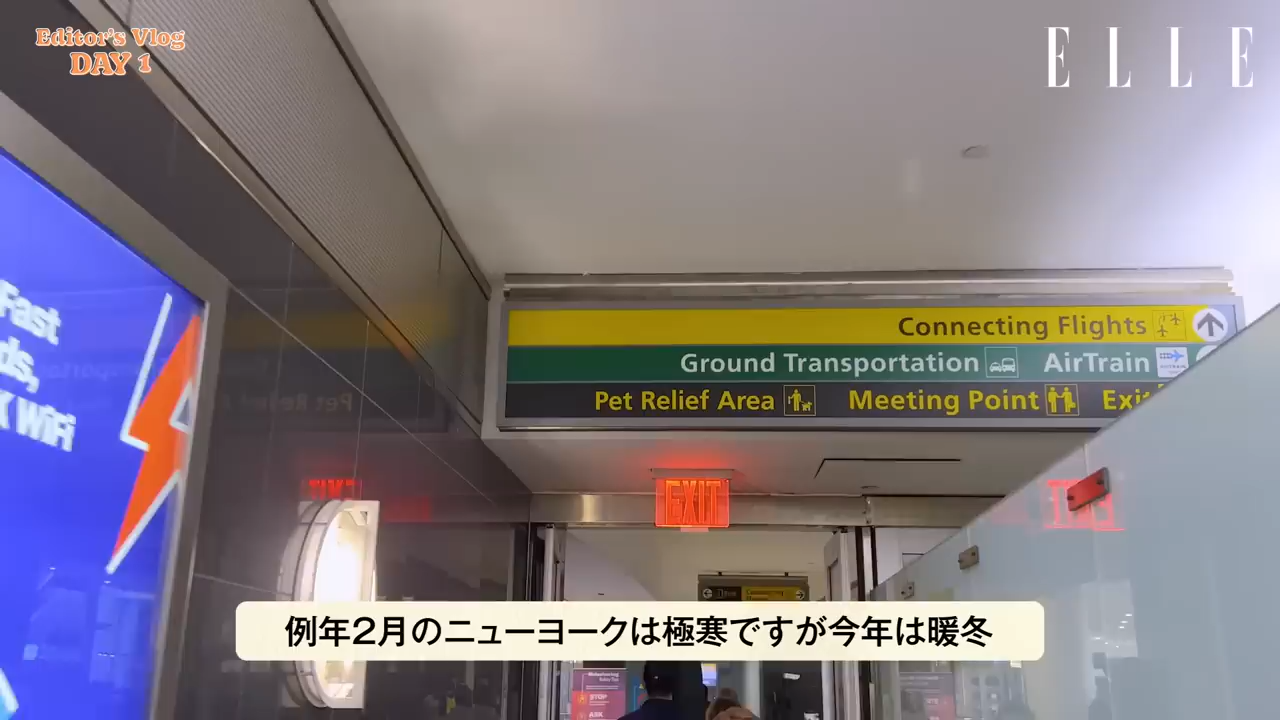 Editor's Vlog
DAY 1
ELLE
Fast
WiFi
Connecting Flights
Ground Transportation AirTrain
Pet Relief Area Meeting Point Exit
EXIT
例年2月のニューヨークは極寒ですが今年は暖冬
STOP
ASK